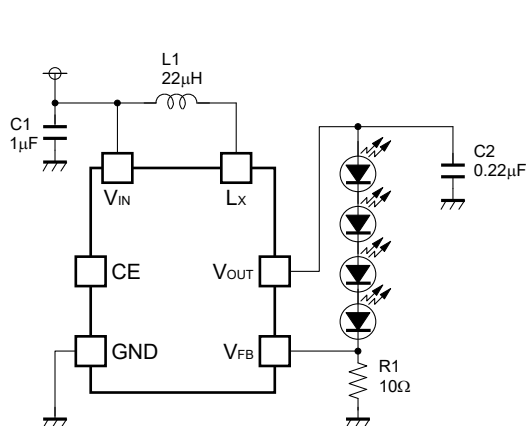 L1
22µH
C1
1µF
C2
0.22µF
VIN
LX
CE
VOUT
GND
VFB
R1
10Ω